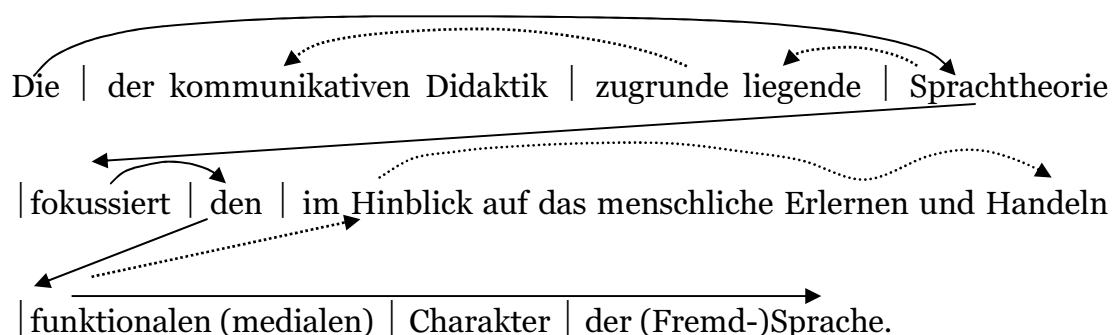 Die | der kommunikativen Didaktik | zugrunde liegende | Sprachtheorie
| fokussiert | den | im Hinblick auf das menschliche Erlernen und Handeln
| funktionalen (medialen) | Charakter | der (Fremd-)Sprache.